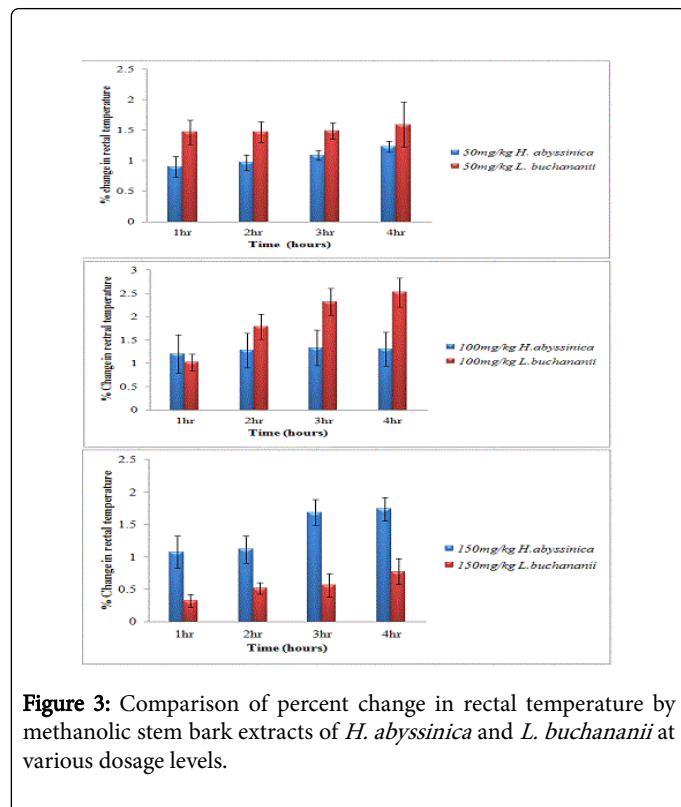 2.5
2
1.5
1
0.5
0
% change in rectal temperature
1hr 2hr 3hr 4hr
Time (hours)
50mg/kg H. abyssinica
50mg/kg L. buchananii
3
2.5
2
1.5
1
0.5
0
% Change in rectral temperature
1hr 2hr 3hr 4hr
Time (hours)
100mg/kg H.abyssinica
100mg/kg L.buchananii
2.5
2
1.5
1
0.5
0
% Change in rectal temperature
1hr 2hr 3hr 4hr
Time (hours)
150mg/kg H.abyssinica
150mg/kg L.buchananii
Figure 3: Comparison of percent change in rectal temperature by
methanolic stem bark extracts of H. abyssinica and L. buchananii at
various dosage levels.